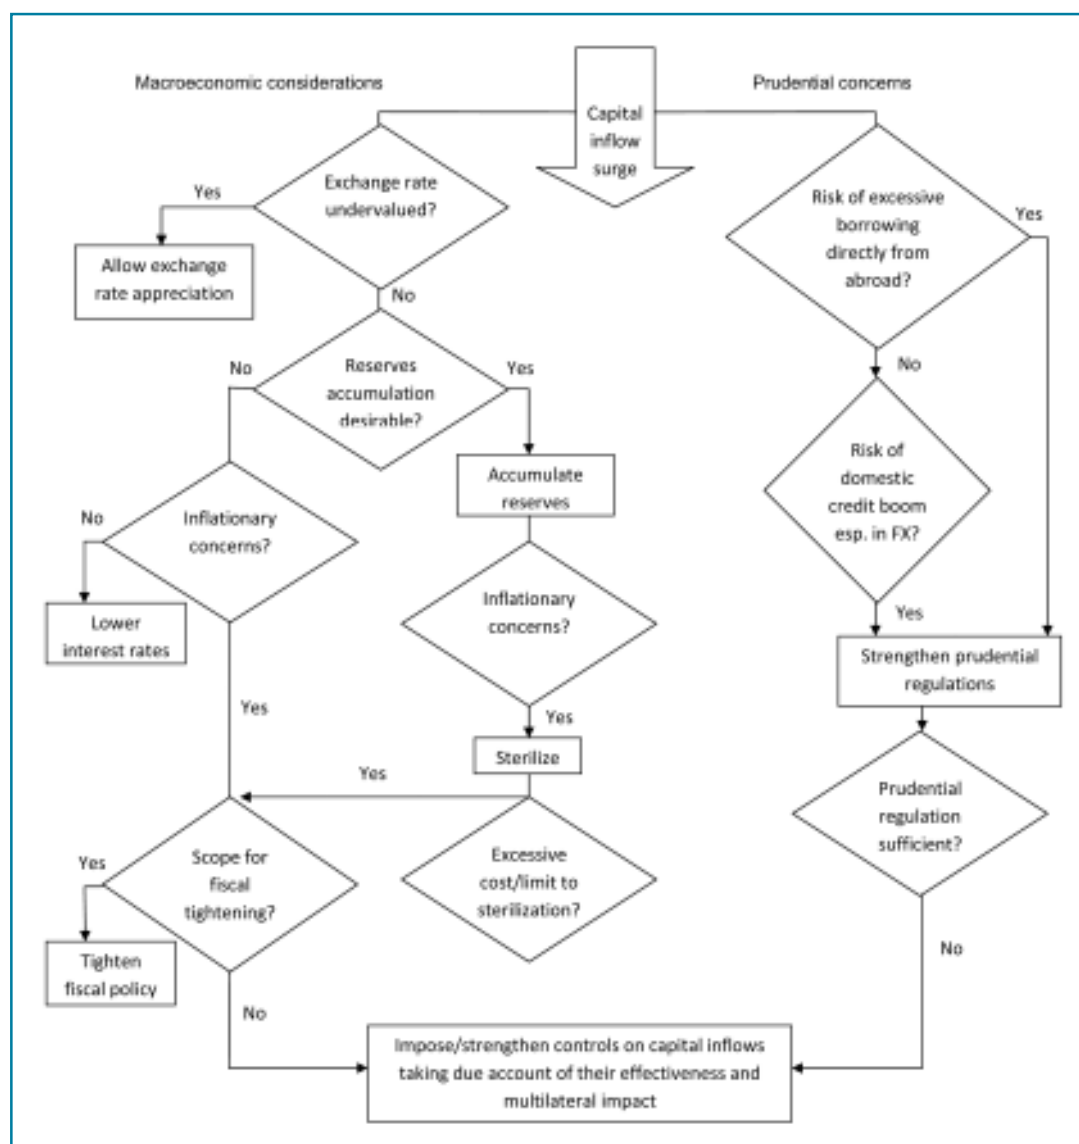 Macroeconomic considerations
Prudential concerns
Capital
inflow
surge
Exchange rate
undervalued?
Yes
Allow exchange
rate appreciation
No
Reserves
accumulation
desirable?
No
Yes
Inflationary
concerns?
No
Lower
interest rates
Yes
Accumulate
reserves
Inflationary
concerns?
Yes
Sterilize
Yes
Excessive
cost/limit to
sterilization?
Scope for
fiscal
tightening?
Yes
Tighten
fiscal policy
No
Risk of excessive
borrowing
directly from
abroad?
Yes
No
Risk of
domestic
credit boom
esp. in FX?
Yes
Strengthen prudential
regulations
Prudential
regulation
sufficient?
No
Impose/strengthen controls on capital inflows
taking due account of their effectiveness and
multilateral impact